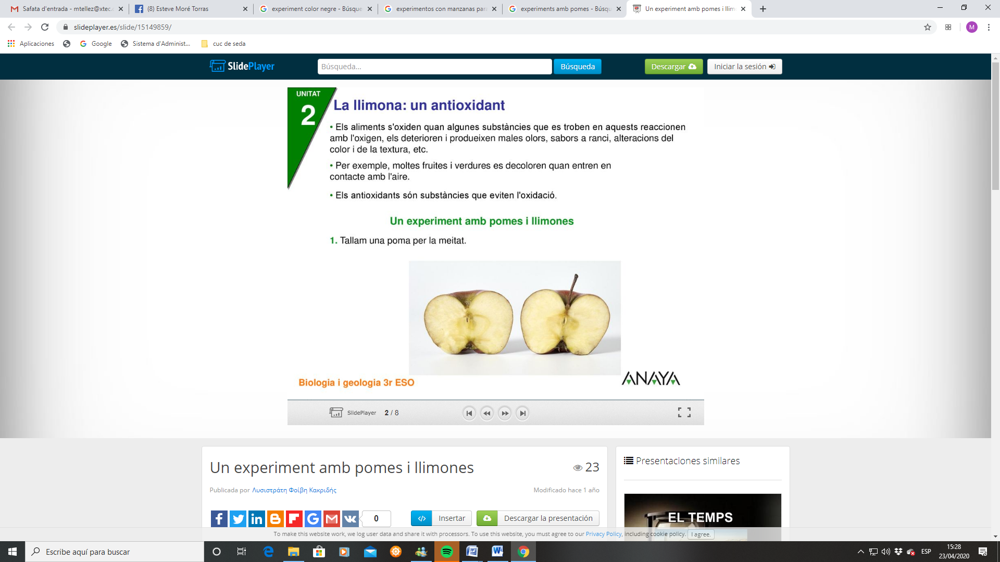 Safata d'entrada - mtellez@xtec.c
(8) Esteve Moré Torras
experiment color negre - Búsque
experimentos con manzanas para
experiments amb pomes - Búsqu
Un experiment amb pomes i llim
slideplayer.es/slide/15149859/
M
Aplicaciones
Google
Sistema d'Administ...
cuc de seda
SlidePlayer
Búsqueda...
Búsqueda
Descargar
Iniciar la sesión
UNITAT
2
La llimona: un antioxidant
• Els aliments s'oxiden quan algunes substàncies que es troben en aquests reaccionen
amb l'oxigen, els deterioren i produeixen males olors, sabors a ranci, alteracions del
color i de la textura, etc.
• Per exemple, moltes fruites i verdures es decoloren quan entren en
contacte amb l'aire.
• Els antioxidants són substàncies que eviten l'oxidació.
Un experiment amb pomes i llimones
1. Tallam una poma per la meitat.
Biologia i geologia 3r ESO
ANAYA
SlidePlayer
2 / 8
Un experiment amb pomes i llimones
23
Publicada por Λυσιστράτη Φοίβη Κακριδής
Modificado hace 1 año
0
Insertar
Descargar la presentación
Presentaciones similares
EL TEMPS
To make this website work, we log user data and share it with processors. To use this website, you must agree to our Privacy Policy, including cookie policy.
I agree.
Escribe aquí para buscar
ESP
15:28
23/04/2020